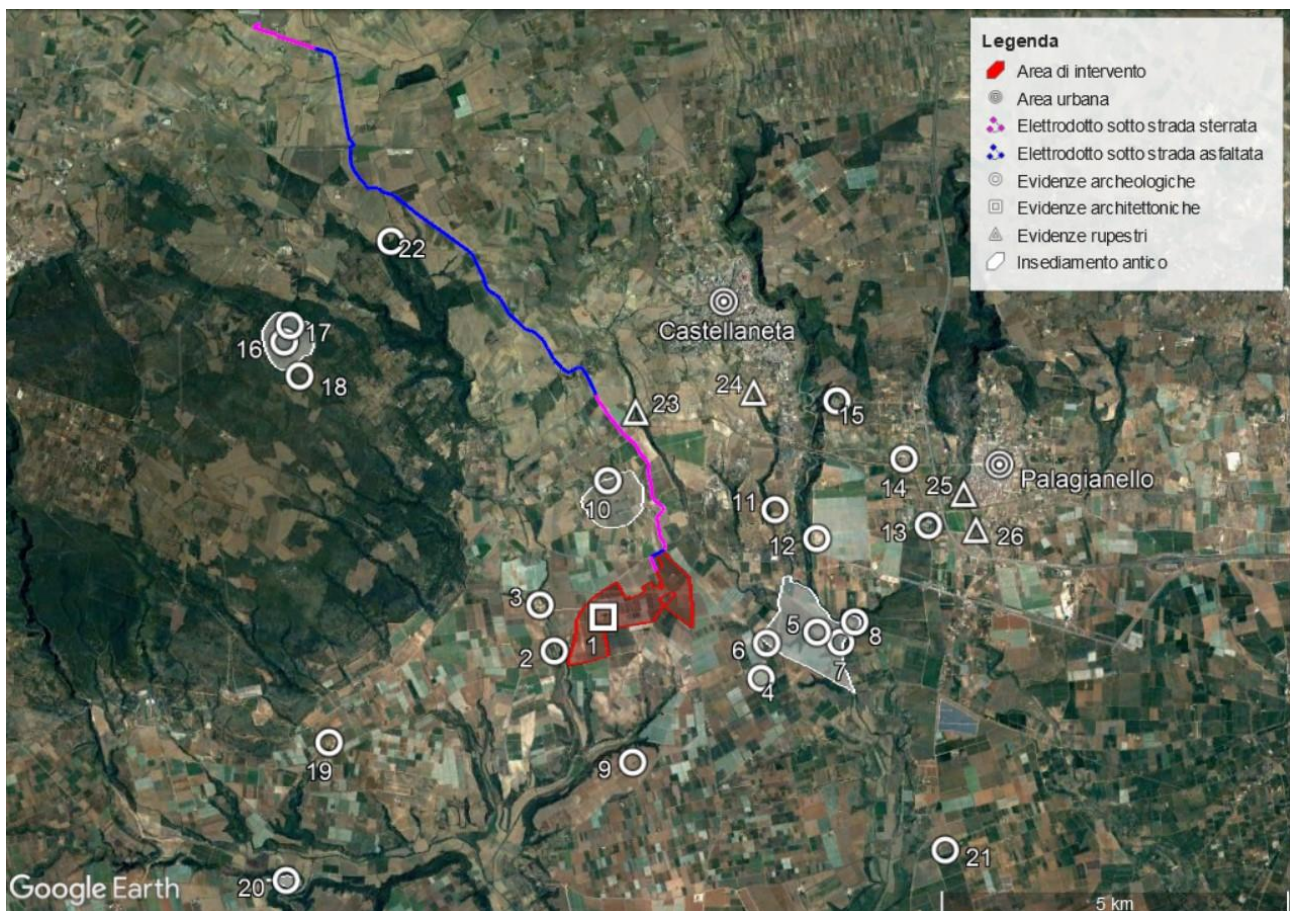 Legenda
Area di intervento
Area urbana
Elettrodotto sotto strada sterrata
Elettrodotto sotto strada asfaltata
Evidenze archeologiche
Evidenze architettoniche
Evidenze rupestri
Insediamento antico
22
Castellaneta
17
16
18
24
23
15
14
Palagianello
25
10
11
13
26
12
3
1
5
8
2
6
7
4
19
9
21
20
Google Earth
5 km